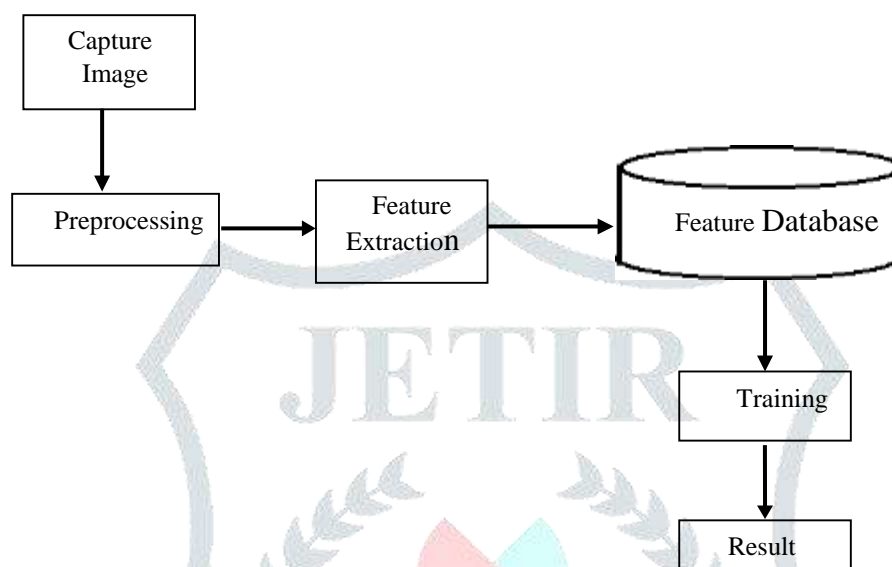 Capture
Image
Preprocessing
Feature
Extraction
Feature Database
JETIR
Training
Result